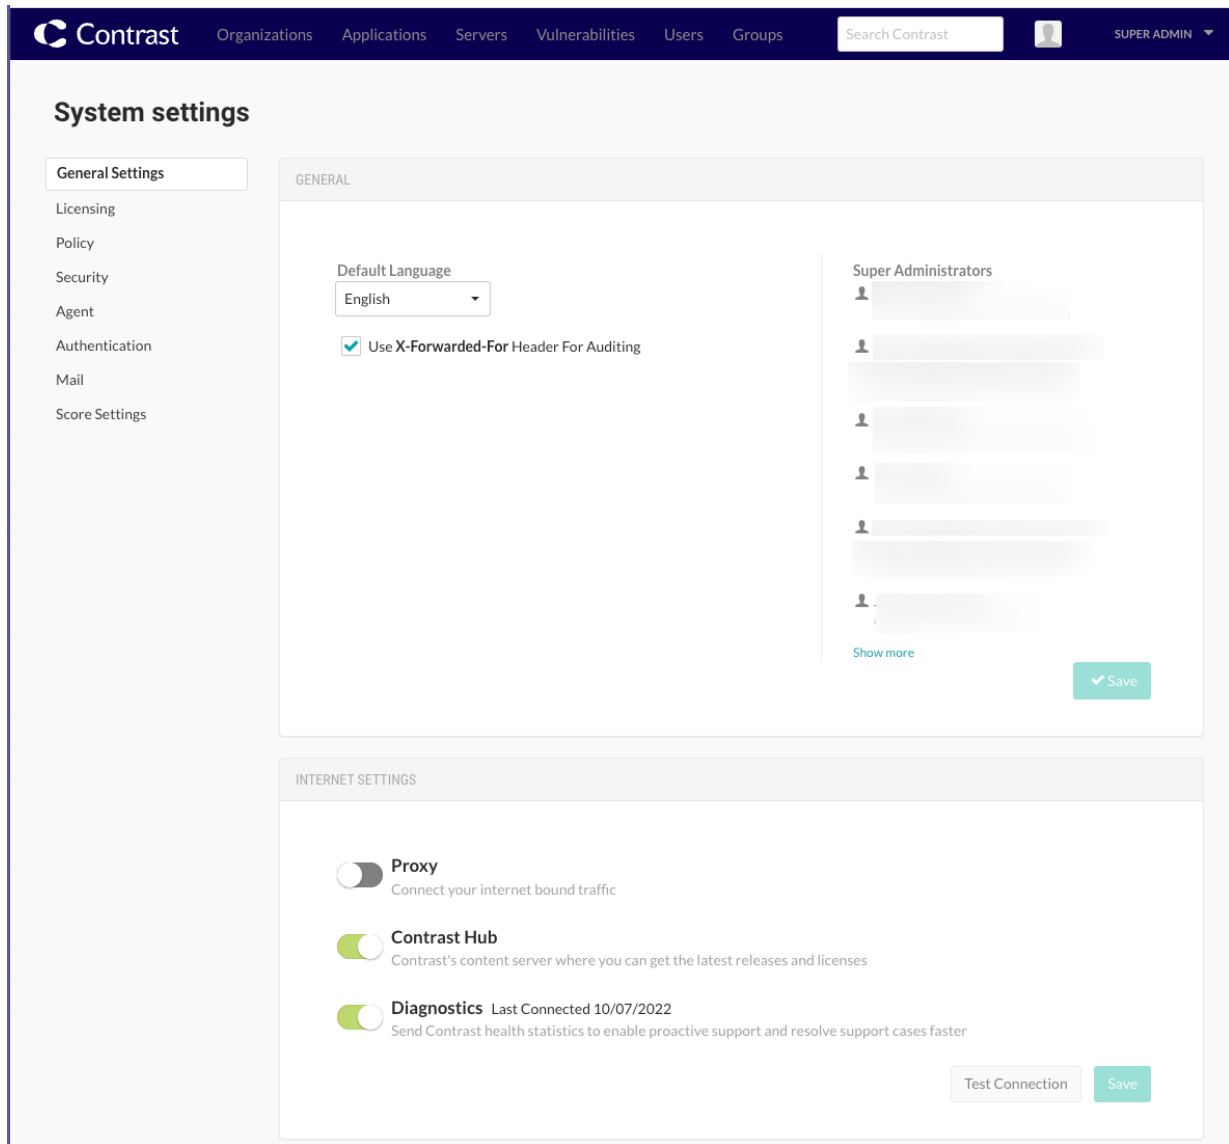 Contrast Organizations Applications Servers Vulnerabilities Users Groups Search Contrast SUPER ADMIN
System settings
General Settings
Licensing
Policy
Security
Agent
Authentication
Mail
Score Settings
GENERAL
Default Language
English
Use X-Forwarded-For Header For Auditing
Super Administrators
Show more
Save
INTERNET SETTINGS
Proxy
Connect your internet bound traffic
Contrast Hub
Contrast's content server where you can get the latest releases and licenses
Diagnostics Last Connected 10/07/2022
Send Contrast health statistics to enable proactive support and resolve support cases faster
Test Connection Save